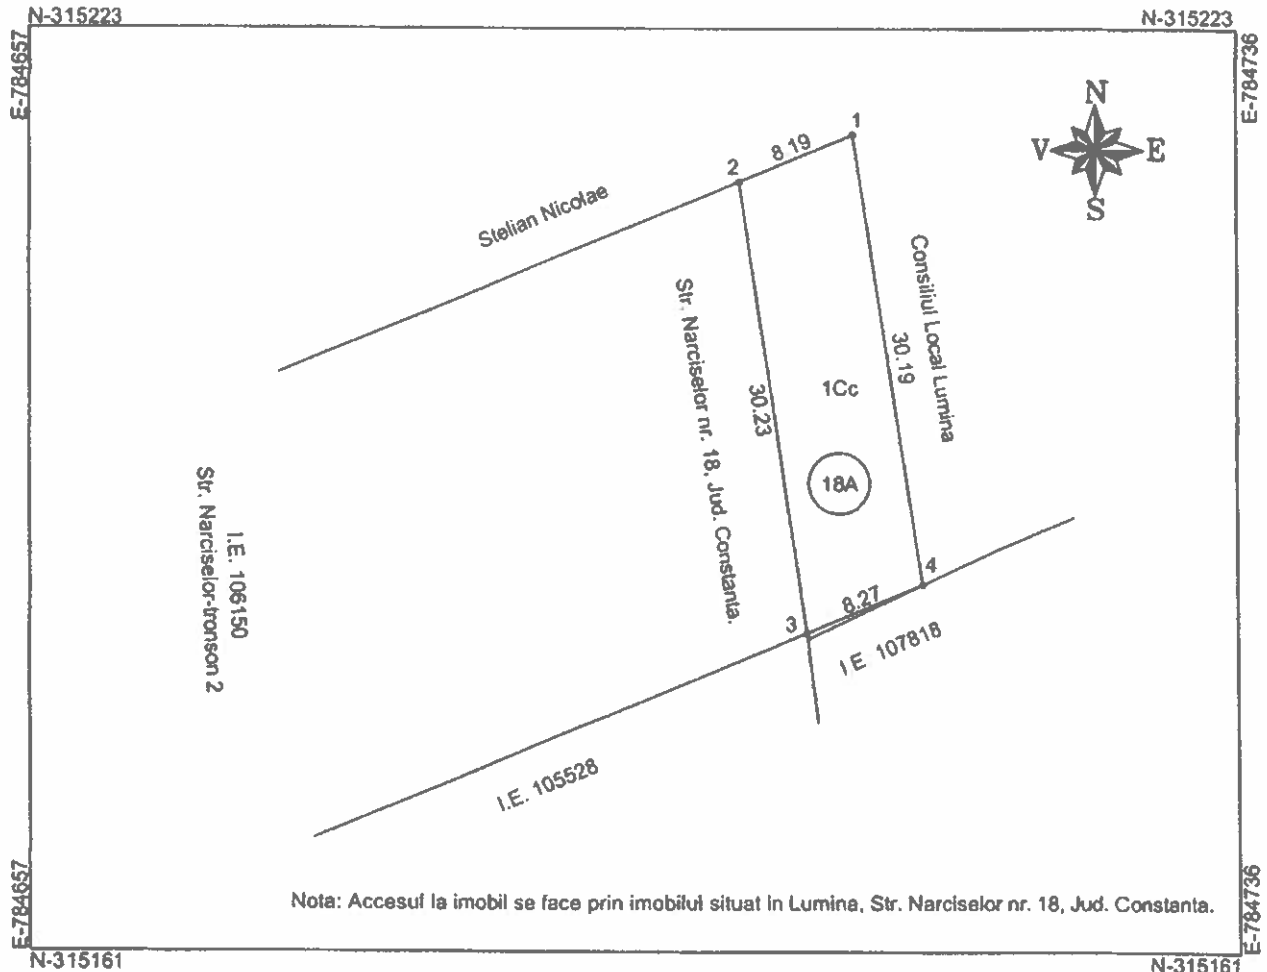 N-315223
N-315223
E-784657
E-784736
N
V
E
S
1
8.19
2
Stelian Nicolae
Consiliul Local Lumina
30.19
Str. Narciselor nr. 18, Jud. Constanta.
30.23
1Cc
18A
I.E. 106150
Str. Narciselor-tronson 2
4
8.27
3
I.E. 107818
I.E. 105528
Nota: Accesul la imobil se face prin imobilul situat in Lumina, Str. Narciselor nr. 18, Jud. Constanta.
E-784657
E-784736
N-315161
N-315161